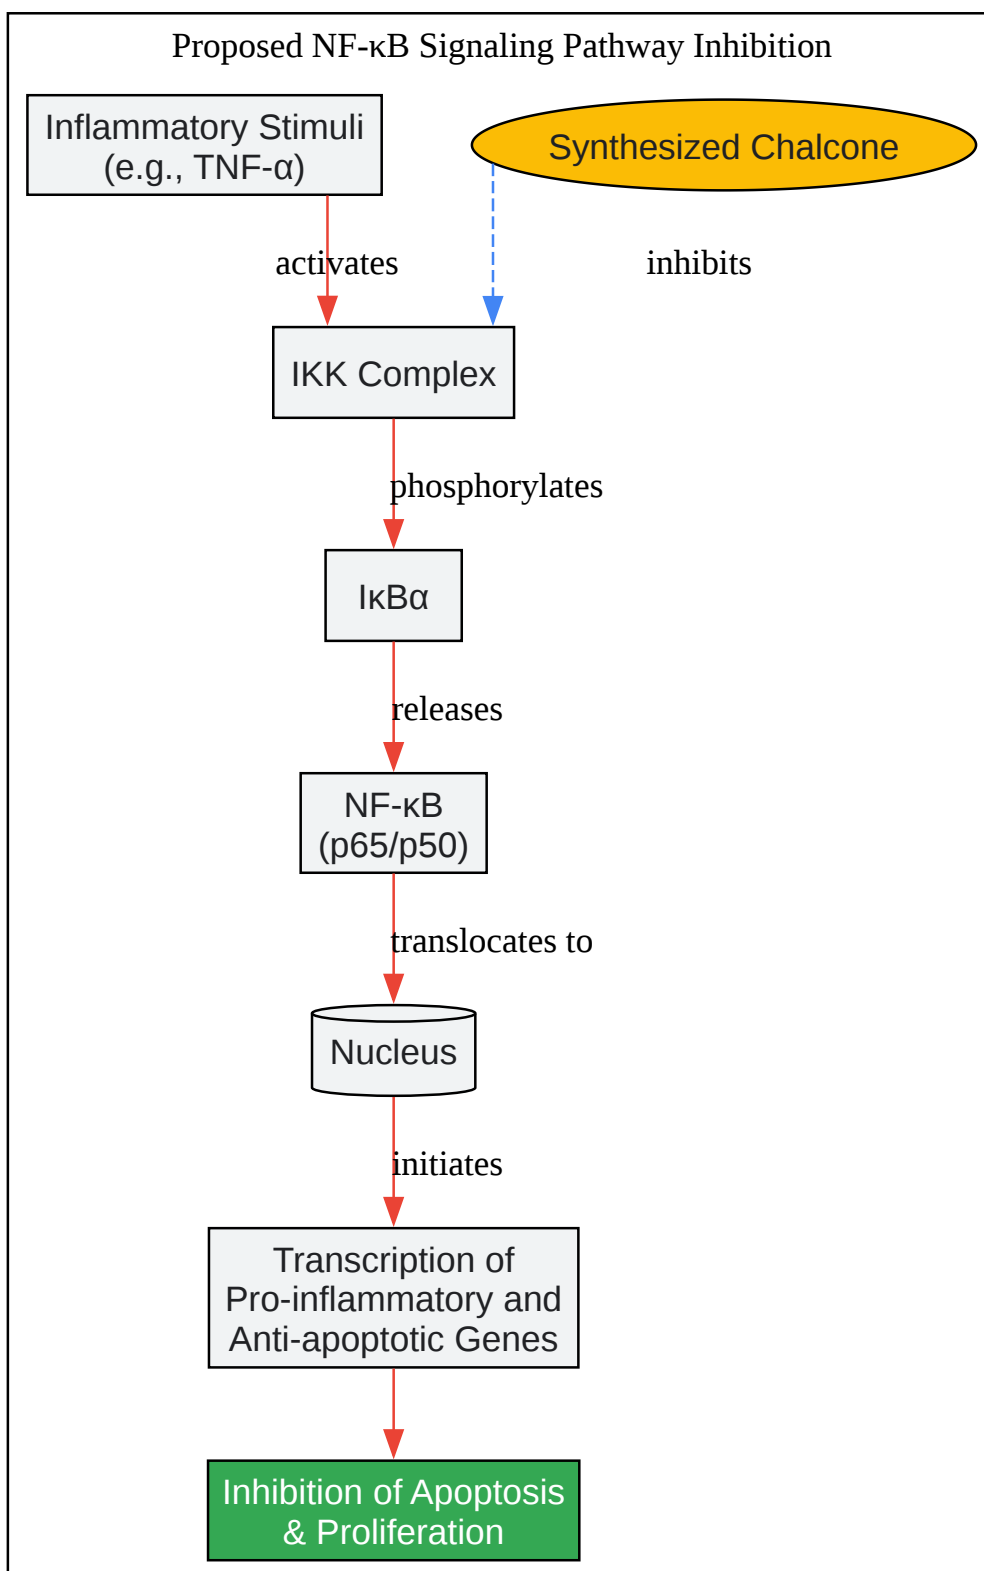 Proposed NF-κB Signaling Pathway Inhibition
Inflammatory Stimuli
(e.g., TNF-α)
Synthesized Chalcone
activates
inhibits
IKK Complex
phosphorylates
IκBα
releases
NF-κB
(p65/p50)
translocates to
Nucleus
initiates
Transcription of
Pro-inflammatory and
Anti-apoptotic Genes
Inhibition of Apoptosis
& Proliferation